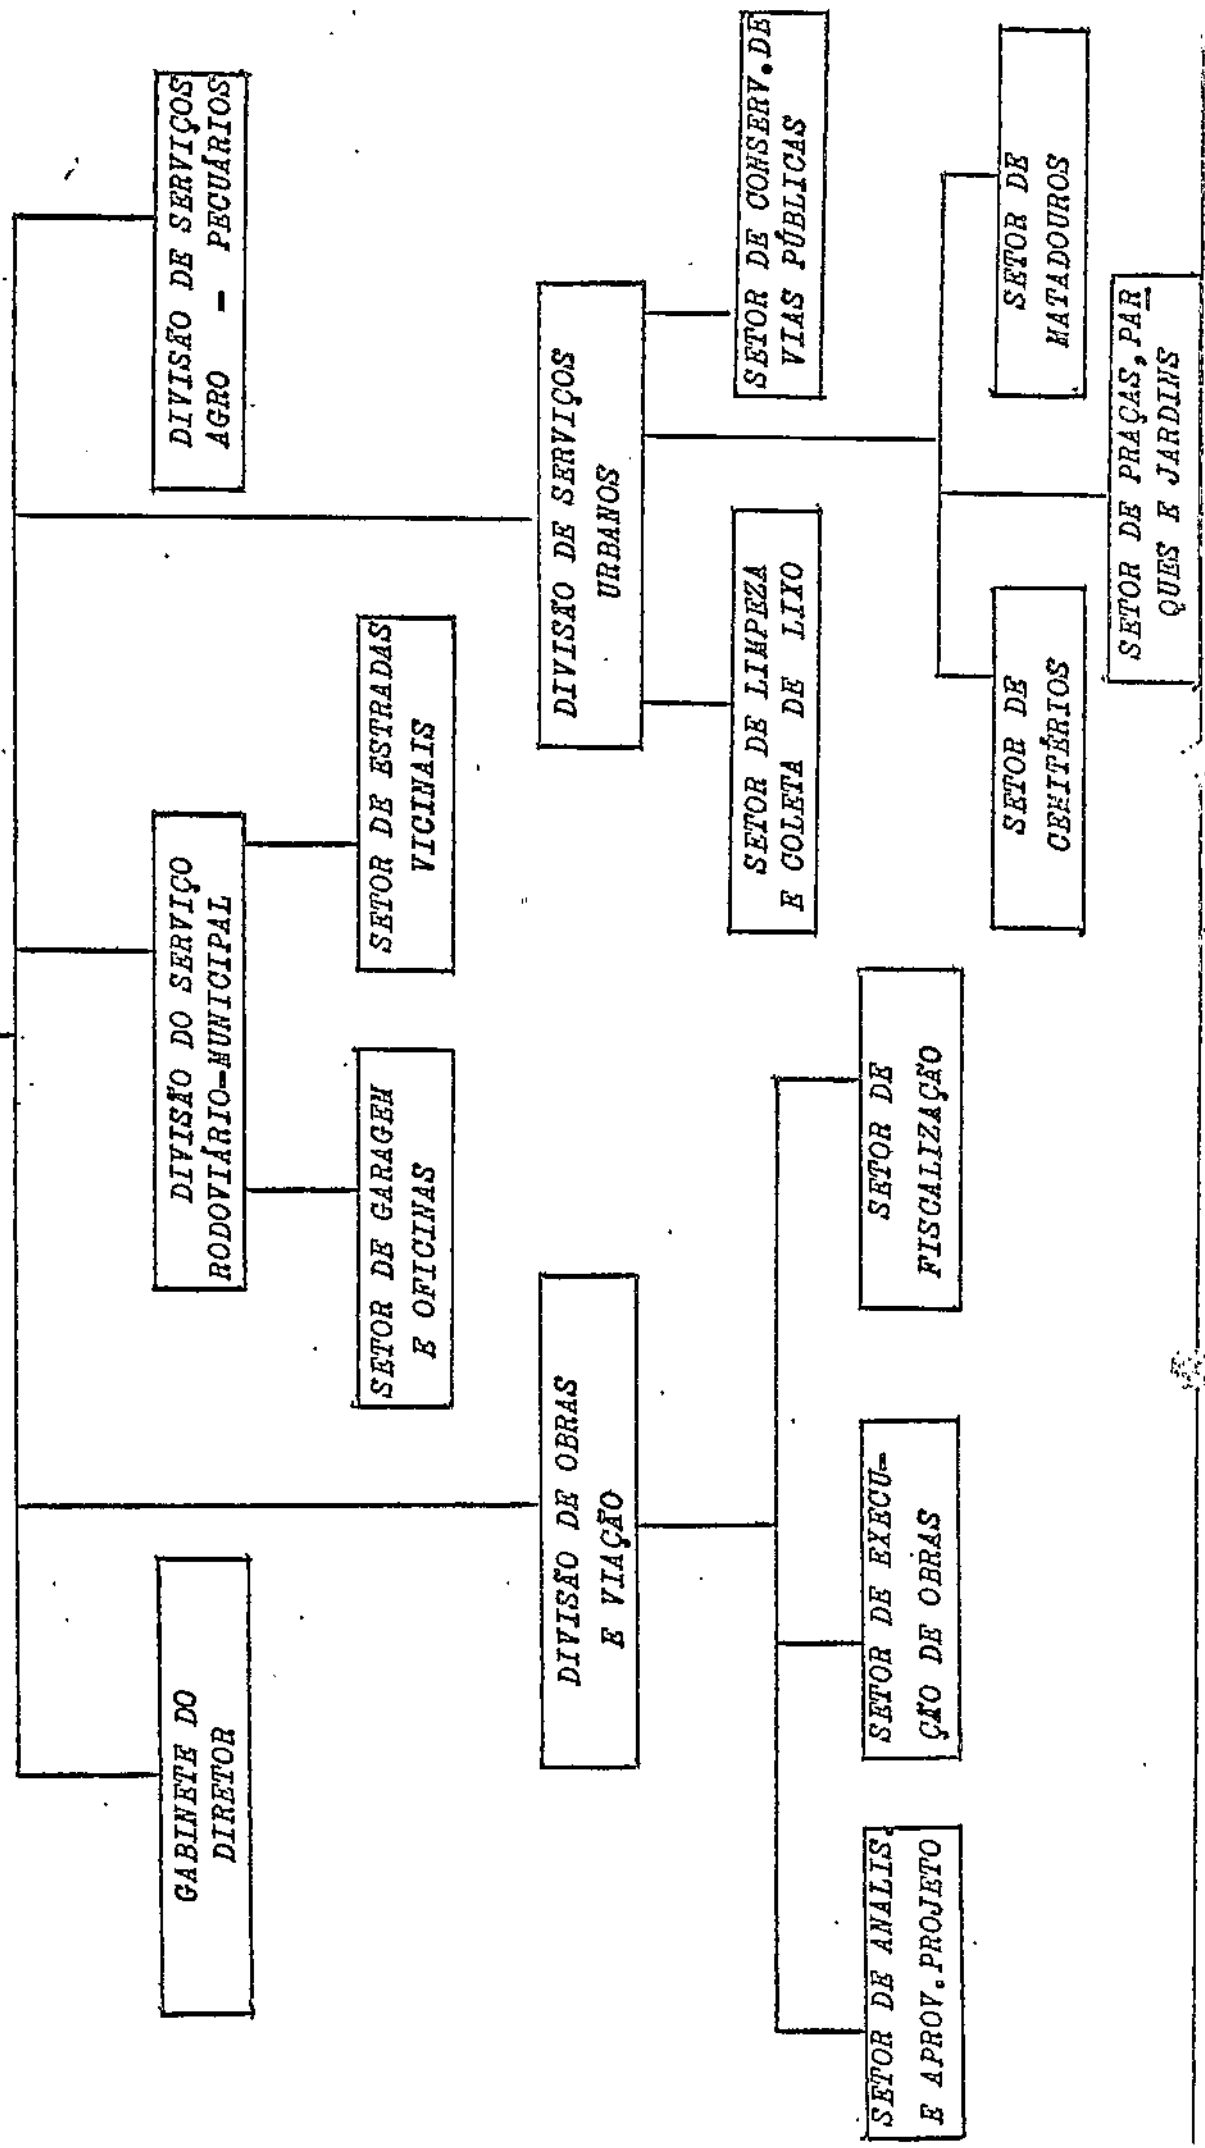 GABINETE DO
DIRETOR
DIVISÃO DO SERVIÇO
RODOVIÁRIO-MUNICIPAL
DIVISÃO DE SERVIÇOS
AGRO - PECUÁRIOS
SETOR DE GARAGEM
E OFICINAS
SETOR DE ESTRADAS
VICINAIS
DIVISÃO DE OBRAS
E VIAÇÃO
DIVISÃO DE SERVIÇOS
URBANOS
SETOR DE LIMPEZA
E COLETA DE LIXO
SETOR DE CONSERV.DE
VIAS PÚBLICAS
SETOR DE ANALIS.
E APROV.PROJETO
SETOR DE EXECU-
ÇÃO DE OBRAS
SETOR DE
FISCALIZAÇÃO
SETOR DE
CEMITÉRIOS
SETOR DE
MATADOUROS
SETOR DE PRAÇAS,PAR
QUES E JARDINS